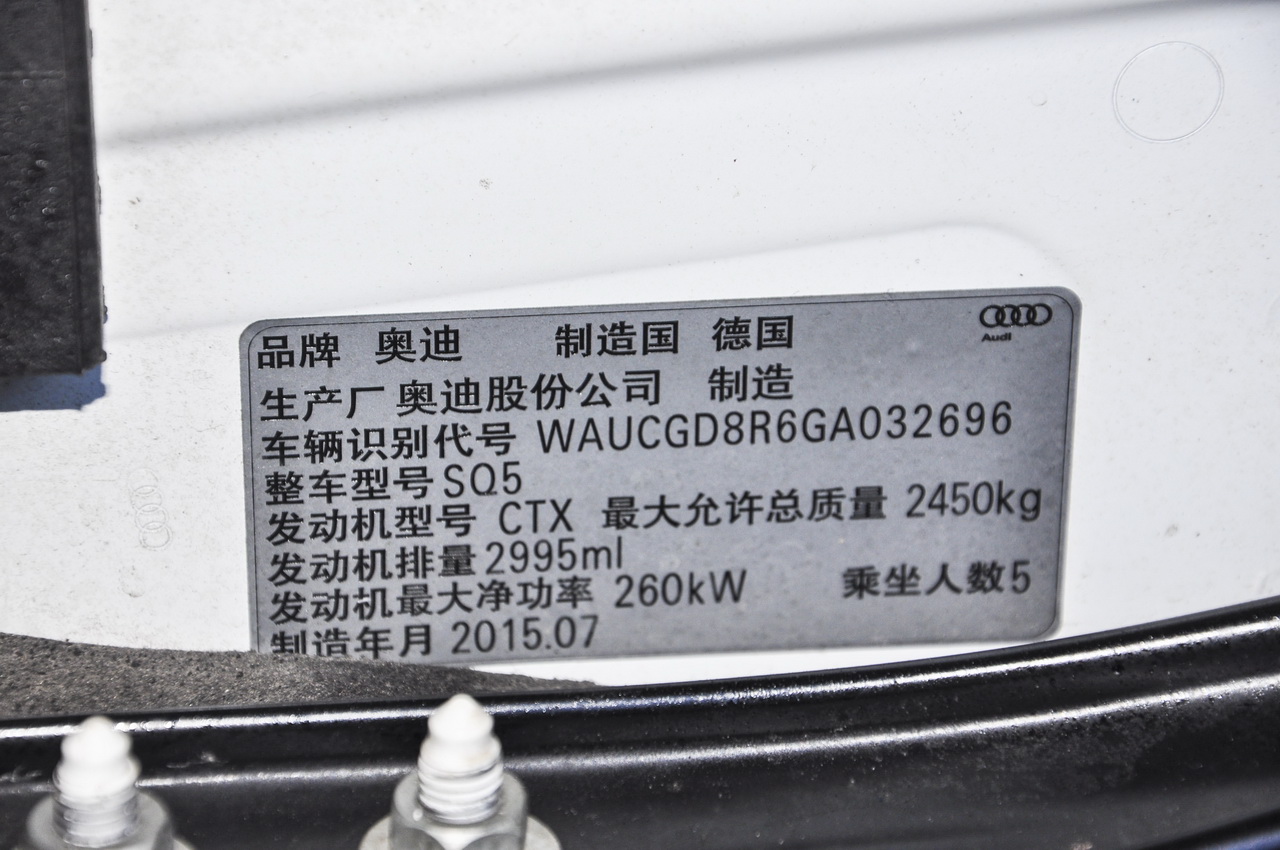 品牌 奥迪 制造国 德国
Audi
生产厂 奥迪股份公司 制造
车辆识别代号 WAUCGD8R6GA032696
整车型号 SQ5
发动机型号 CTX 最大允许总质量 2450kg
发动机排量 2995ml
发动机最大净功率 260kW 乘坐人数 5
制造年月 2015.07